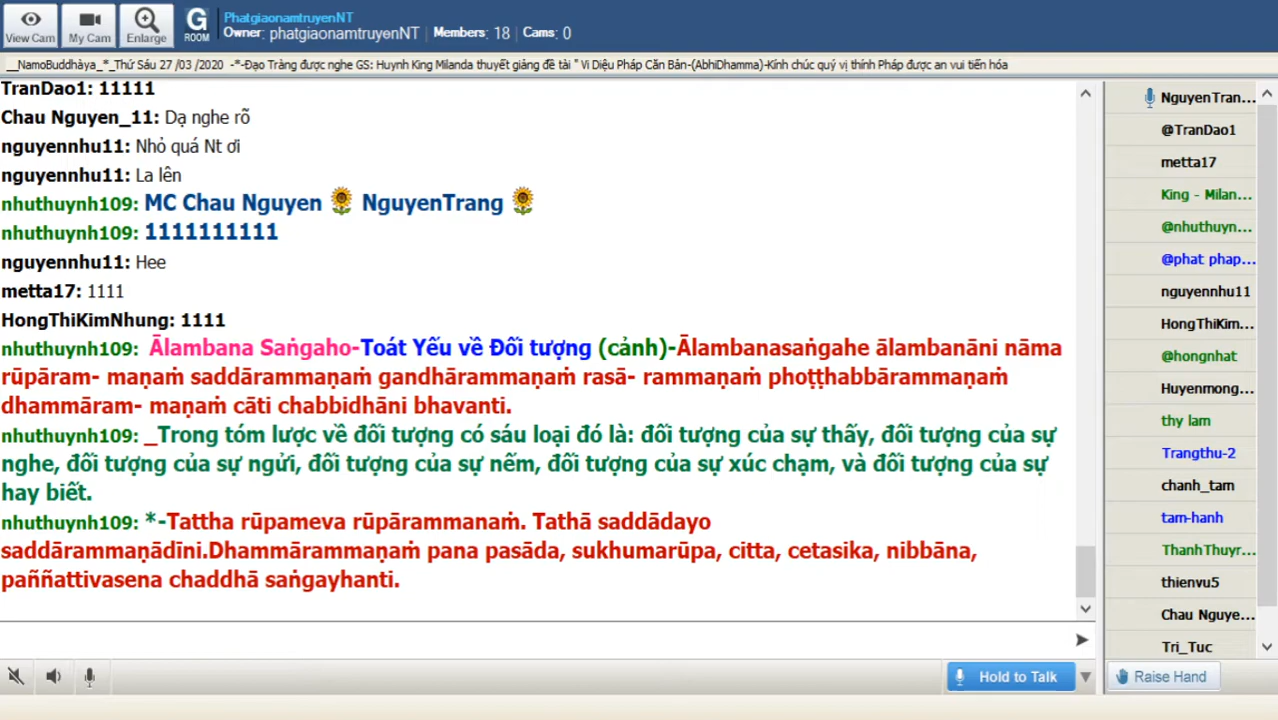 View Cam
My Cam
Enlarge
G
ROOM
PhatgiaonamtruyenNT
Owner: phatgiaonamtruyenNT | Members: 18 | Cams: 0
__NamoBuddhàya_*_Thứ Sáu 27 /03 /2020 -*-Đạo Tràng được nghe GS: Huynh King Milanda thuyết giảng đề tài " Vi Diệu Pháp Căn Bản-(AbhiDhamma)-Kính chúc quý vị thính Pháp được an vui tiến hóa
TranDao1: 11111
Chau Nguyen_11: Dạ nghe rõ
nguyennhu11: Nhỏ quá Nt ơi
nguyennhu11: La lên
nhuthuynh109: MC Chau Nguyen 🌻 NguyenTrang 🌻
nhuthuynh109: 1111111111
nguyennhu11: Hee
metta17: 1111
HongThiKimNhung: 1111
nhuthuynh109: Ālambana Saṅgaho-Toát Yếu về Đối tượng (cảnh)-Ālambanasaṅgahe ālambanāni nāma
rūpāram- maṇaṁ saddārammaṇaṁ gandhārammaṇaṁ rasā- rammaṇaṁ phoṭṭhabbārammaṇaṁ
dhammāram- maṇaṁ cāti chabbidhāni bhavanti.
nhuthuynh109: _Trong tóm lược về đối tượng có sáu loại đó là: đối tượng của sự thấy, đối tượng của sự
nghe, đối tượng của sự ngửi, đối tượng của sự nếm, đối tượng của sự xúc chạm, và đối tượng của sự
hay biết.
nhuthuynh109: *-Tattha rūpameva rūpārammanaṁ. Tathā saddādayo
saddārammaṇādīni.Dhammārammaṇaṁ pana pasāda, sukhumarūpa, citta, cetasika, nibbāna,
paññattivasena chaddhā saṅgayhanti.
Hold to Talk
NguyenTran...
@TranDao1
metta17
King - Milan...
@nhuthuyn...
@phat phap...
nguyennhu11
HongThiKim...
@hongnhat
Huyenmong...
thy lam
Trangthu-2
chanh_tam
tam-hanh
ThanhThuyr...
thienvu5
Chau Nguye...
Tri_Tuc
Raise Hand